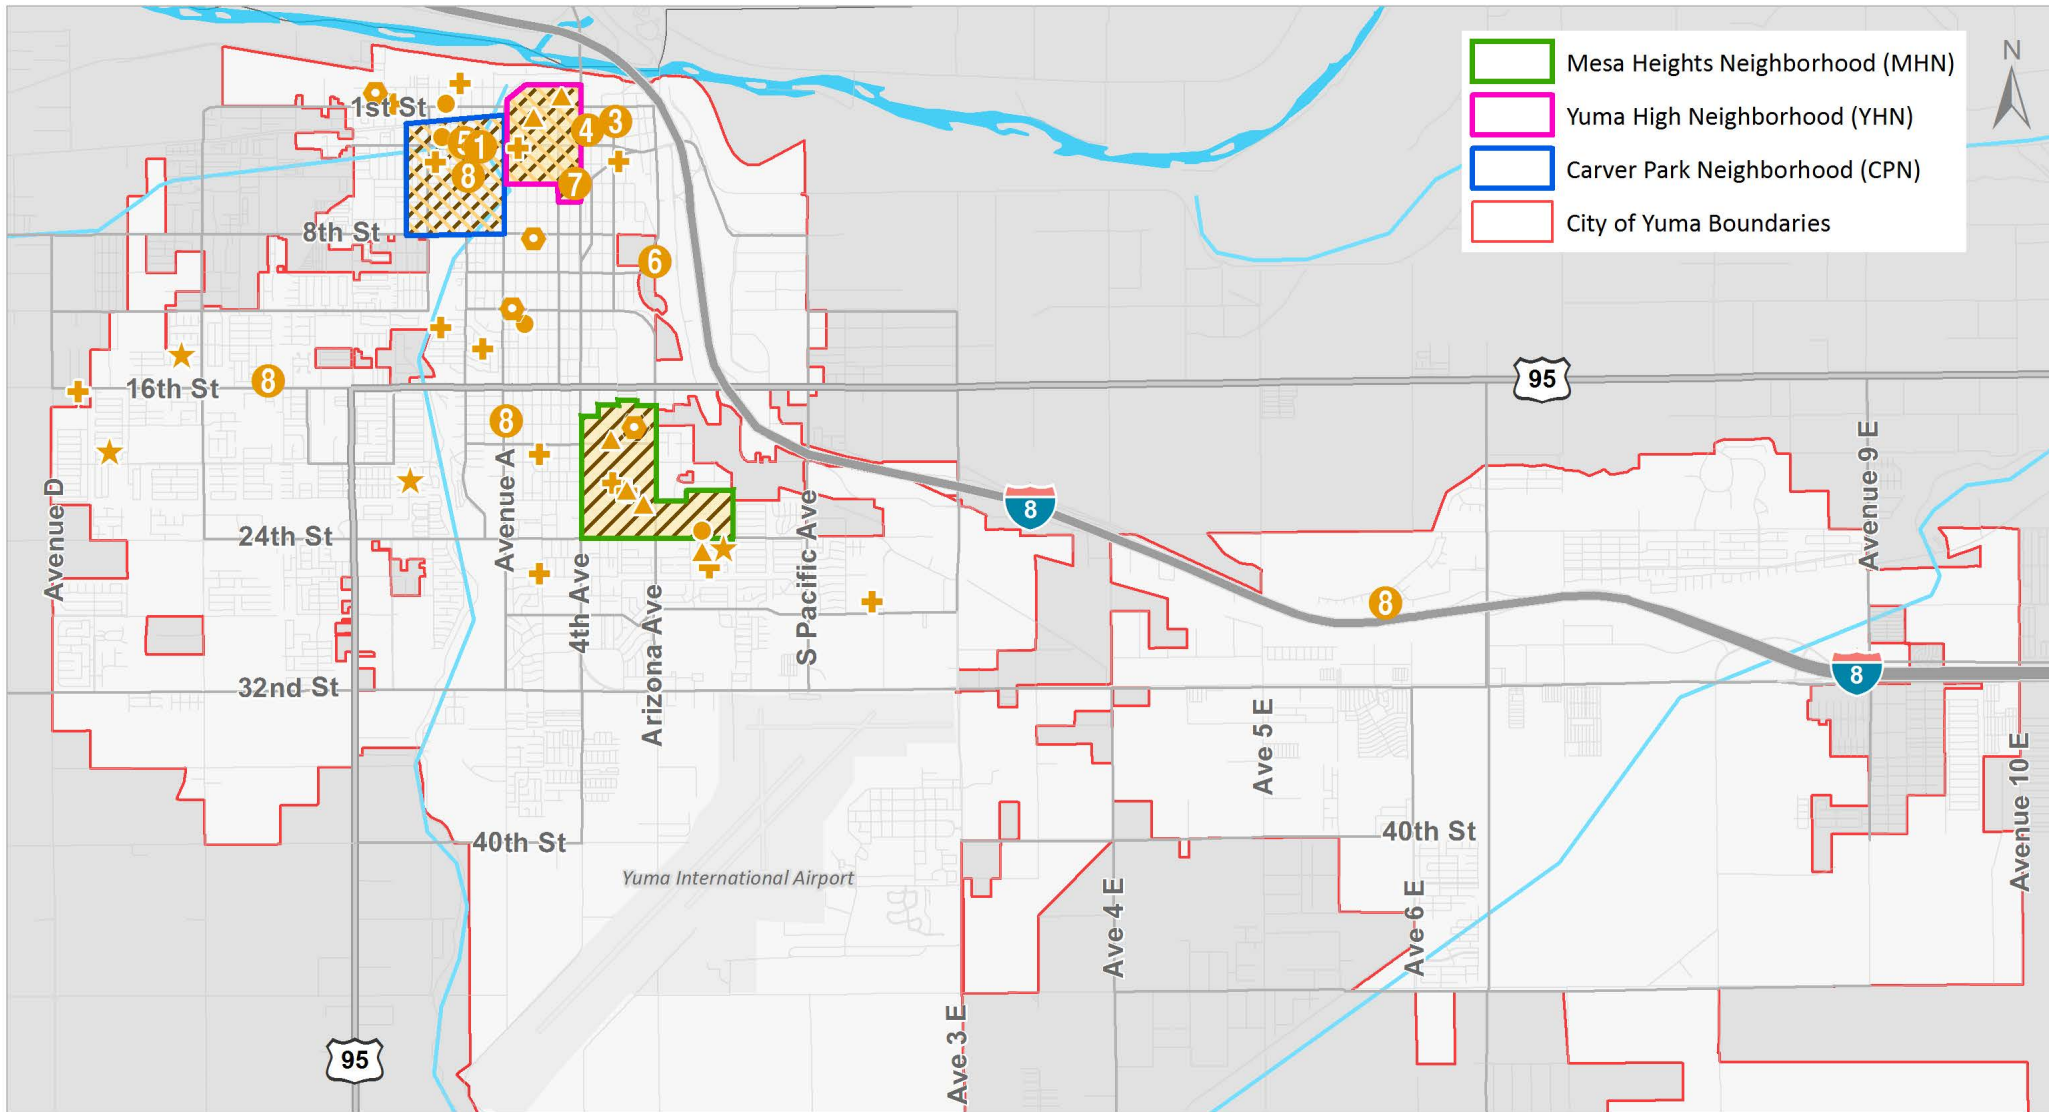 Mesa Heights Neighborhood (MHN)
Yuma High Neighborhood (YHN)
Carver Park Neighborhood (CPN)
City of Yuma Boundaries
N
1st St
5
1
4
3
8
7
8th St
6
95
16th St
8
8
Avenue A
Avenue D
24th St
4th Ave
Arizona Ave
S Pacific Ave
8
8
Avenue 9 E
8
32nd St
Ave 5 E
Avenue 10 E
40th St
40th St
Yuma International Airport
Ave 4 E
Ave 6 E
Ave 3 E
95